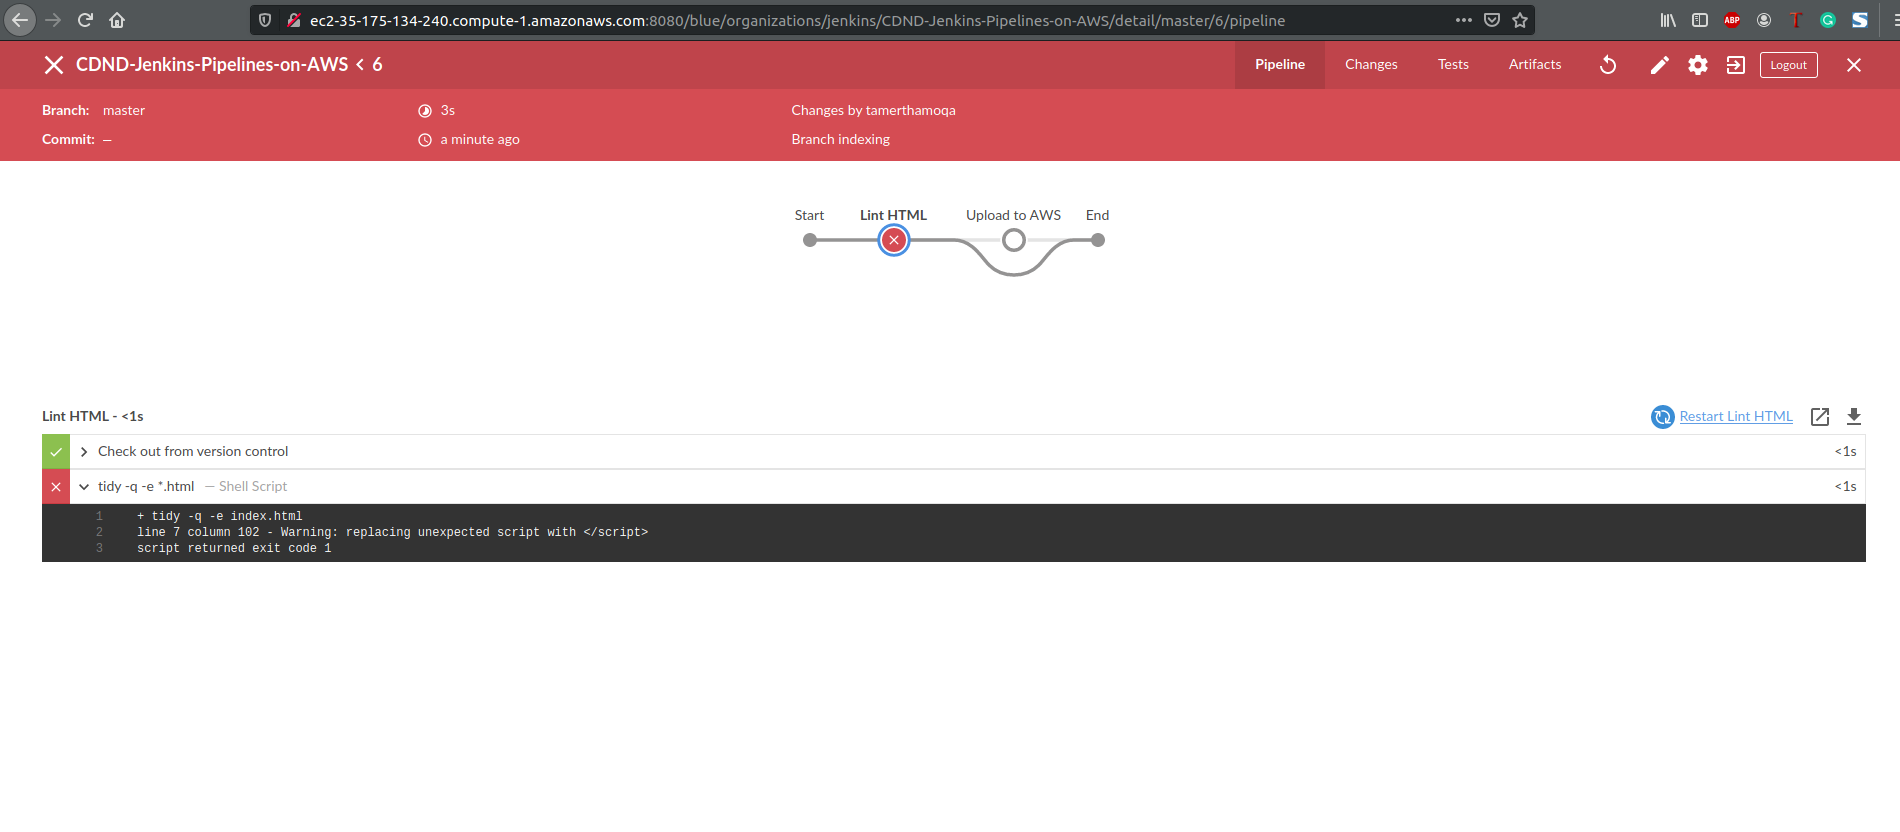 ec2-35-175-134-240.compute-1.amazonaws.com:8080/blue/organizations/jenkins/CDND-Jenkins-Pipelines-on-AWS/detail/master/6/pipeline
ABP
CDND-Jenkins-Pipelines-on-AWS < 6
Pipeline Changes Tests Artifacts Logout
Branch: master 3s Changes by tamerthamoqa
Commit: — a minute ago Branch indexing
Start Lint HTML Upload to AWS End
Lint HTML - <1s Restart Lint HTML
Check out from version control <1s
tidy -q -e *.html — Shell Script <1s
1 + tidy -q -e index.html
2 line 7 column 102 - Warning: replacing unexpected script with </script>
3 script returned exit code 1